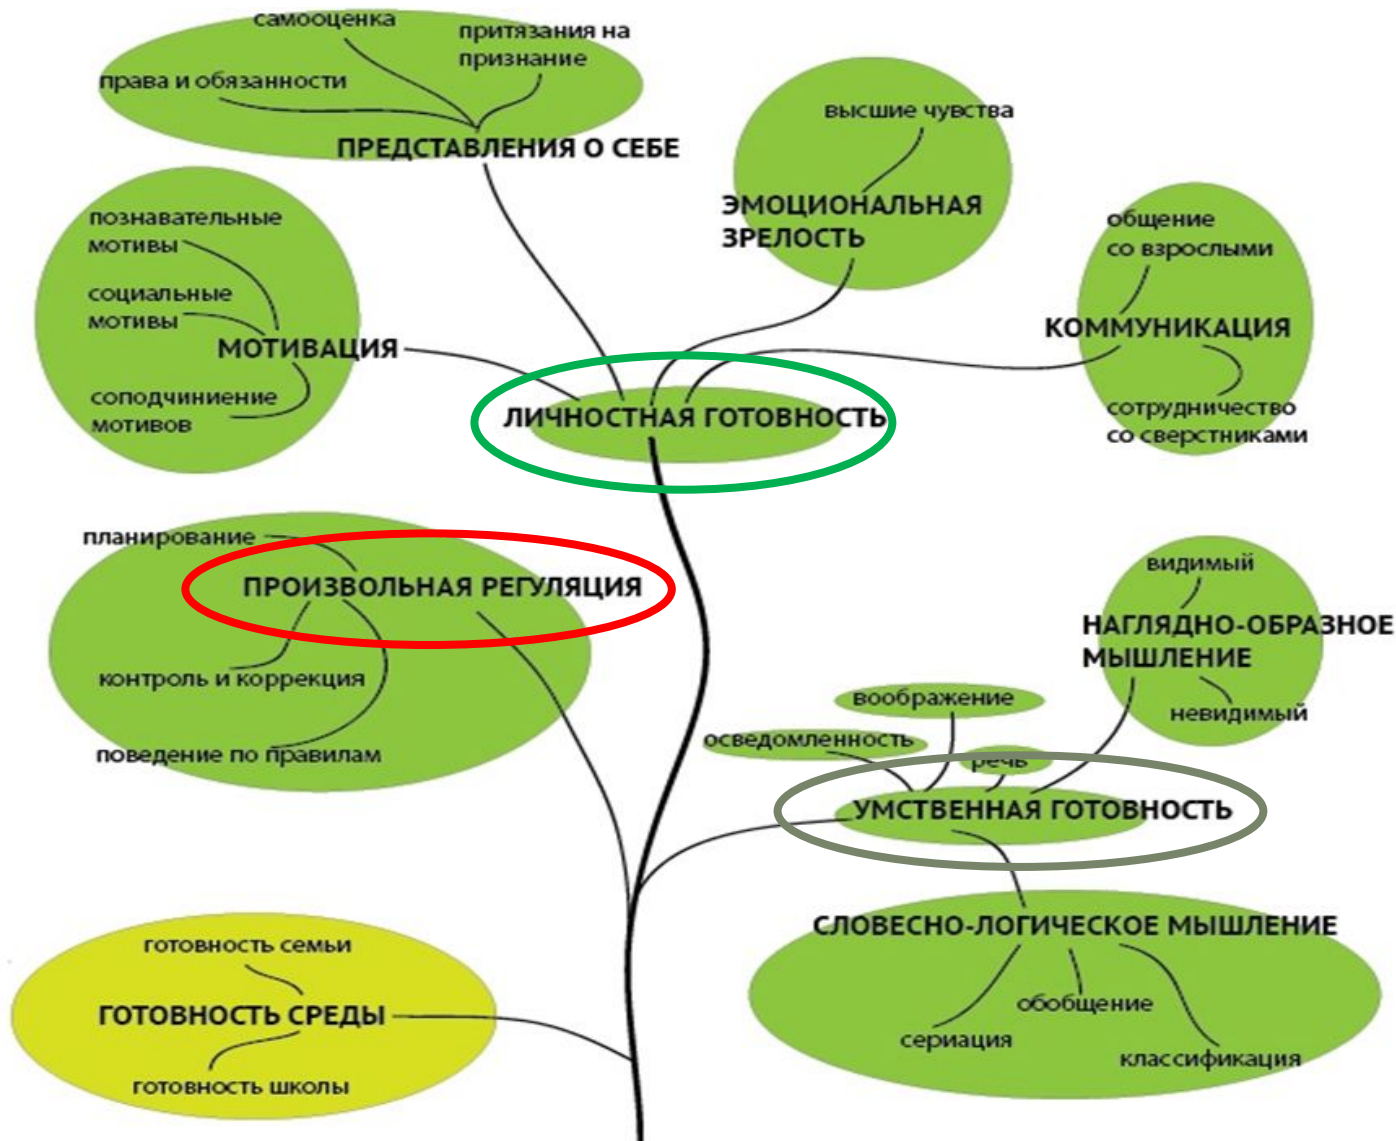 самооценка
притязания на
признание
права и обязанности
ПРЕДСТАВЛЕНИЯ О СЕБЕ
высшие чувства
ЭМОЦИОНАЛЬНАЯ
ЗРЕЛОСТЬ
познавательные
мотивы
социальные
мотивы
МОТИВАЦИЯ
соподчиниение
мотивов
общение
со взрослыми
КОММУНИКАЦИЯ
сотрудничество
со сверстниками
ЛИЧНОСТНАЯ ГОТОВНОСТЬ
планирование
ПРОИЗВОЛЬНАЯ РЕГУЛЯЦИЯ
контроль и коррекция
поведение по правилам
видимый
НАГЛЯДНО-ОБРАЗНОЕ
МЫШЛЕНИЕ
невидимый
воображение
осведомленность
речь
УМСТВЕННАЯ ГОТОВНОСТЬ
СЛОВЕСНО-ЛОГИЧЕСКОЕ МЫШЛЕНИЕ
обобщение
сериация
классификация
готовность семьи
ГОТОВНОСТЬ СРЕДЫ
готовность школы